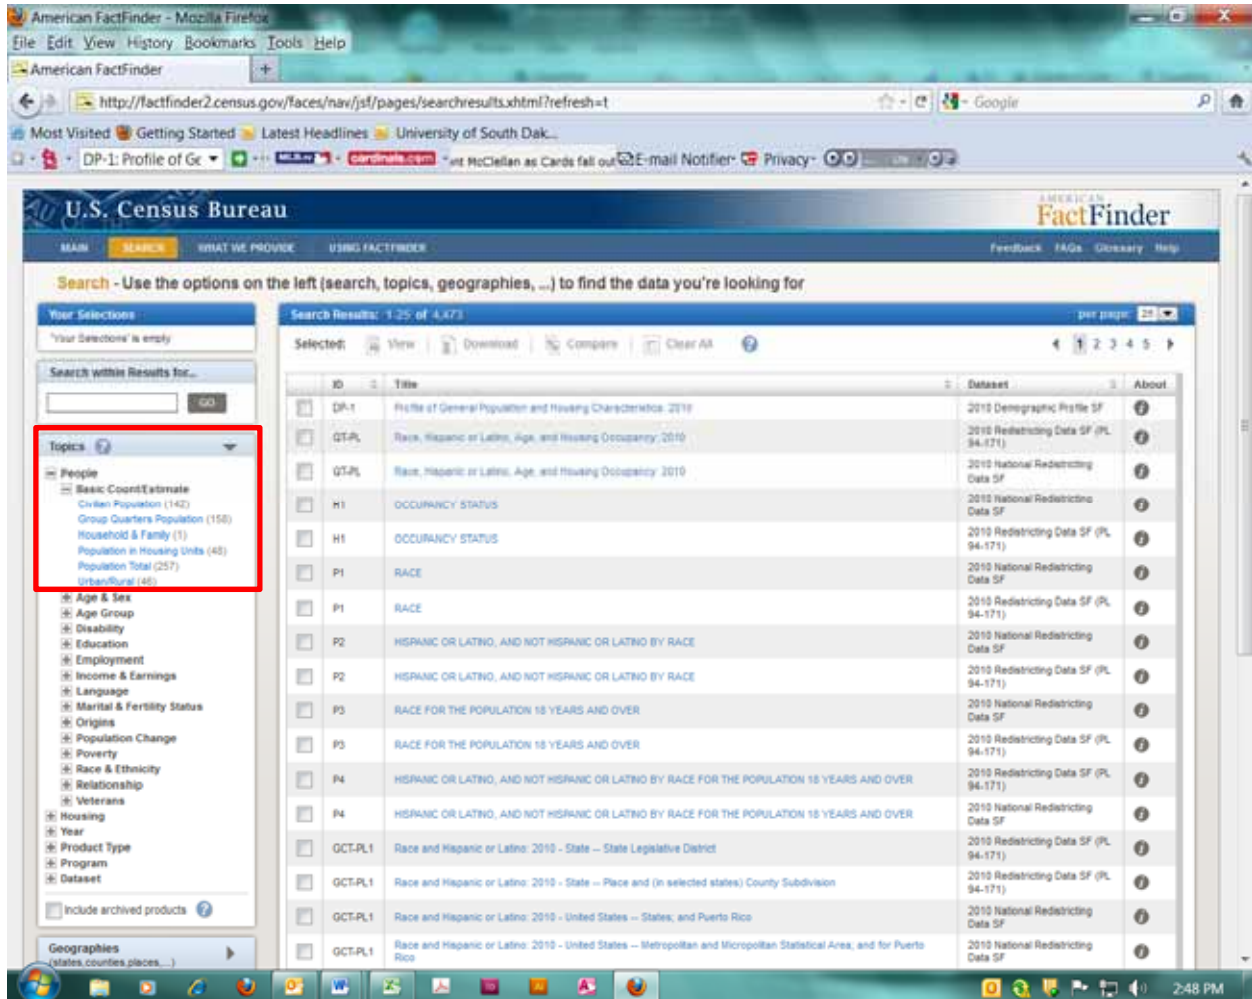 American FactFinder - Mozilla Firefox
File Edit View History Bookmarks Tools Help
American FactFinder
http://factfinder2.census.gov/faces/nav/jsf/pages/searchresults.xhtml?refresh=t
Google
Most Visited Getting Started Latest Headlines University of South Dak...
DP-1: Profile of Ge cardinals.com nt McClellan as Cards fall out E-mail Notifier Privacy
U.S. Census Bureau
AMERICAN
FactFinder
MAIN SEARCH WHAT WE PROVIDE USING FACTFINDER Feedback FAQs Glossary Help
Search - Use the options on the left (search, topics, geographies, ...) to find the data you're looking for
Your Selections
'Your Selections' is empty
Search within Results for...
GO
Topics
People
Basic Count/Estimate
Civilian Population (142)
Group Quarters Population (158)
Household & Family (1)
Population in Housing Units (48)
Population Total (257)
Urban/Rural (46)
Age & Sex
Age Group
Disability
Education
Employment
Income & Earnings
Language
Marital & Fertility Status
Origins
Population Change
Poverty
Race & Ethnicity
Relationship
Veterans
Housing
Year
Product Type
Program
Dataset
Include archived products
Geographies
(states, counties, places, ...)
Search Results: 1-25 of 4,473 per page: 25
Selected: View Download Compare Clear All 1 2 3 4 5
ID Title Dataset About
DP-1 Profile of General Population and Housing Characteristics: 2010 2010 Demographic Profile SF
QT-PL Race, Hispanic or Latino, Age, and Housing Occupancy: 2010 2010 Redistricting Data SF (PL
94-171)
QT-PL Race, Hispanic or Latino, Age, and Housing Occupancy: 2010 2010 National Redistricting
Data SF
H1 OCCUPANCY STATUS 2010 National Redistricting
Data SF
H1 OCCUPANCY STATUS 2010 Redistricting Data SF (PL
94-171)
P1 RACE 2010 National Redistricting
Data SF
P1 RACE 2010 Redistricting Data SF (PL
94-171)
P2 HISPANIC OR LATINO, AND NOT HISPANIC OR LATINO BY RACE 2010 National Redistricting
Data SF
P2 HISPANIC OR LATINO, AND NOT HISPANIC OR LATINO BY RACE 2010 Redistricting Data SF (PL
94-171)
P3 RACE FOR THE POPULATION 18 YEARS AND OVER 2010 National Redistricting
Data SF
P3 RACE FOR THE POPULATION 18 YEARS AND OVER 2010 Redistricting Data SF (PL
94-171)
P4 HISPANIC OR LATINO, AND NOT HISPANIC OR LATINO BY RACE FOR THE POPULATION 18 YEARS AND OVER 2010 Redistricting Data SF (PL
94-171)
P4 HISPANIC OR LATINO, AND NOT HISPANIC OR LATINO BY RACE FOR THE POPULATION 18 YEARS AND OVER 2010 National Redistricting
Data SF
GCT-PL1 Race and Hispanic or Latino: 2010 - State -- State Legislative District 2010 Redistricting Data SF (PL
94-171)
GCT-PL1 Race and Hispanic or Latino: 2010 - State -- Place and (in selected states) County Subdivision 2010 Redistricting Data SF (PL
94-171)
GCT-PL1 Race and Hispanic or Latino: 2010 - United States -- States; and Puerto Rico 2010 National Redistricting
Data SF
GCT-PL1 Race and Hispanic or Latino: 2010 - United States -- Metropolitan and Micropolitan Statistical Area; and for Puerto
Rico 2010 National Redistricting
Data SF
2:48 PM